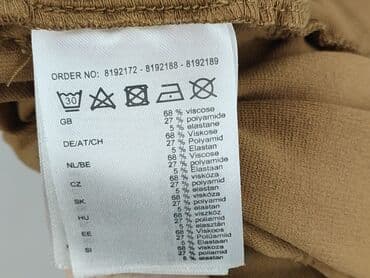 ORDER NO: 8192172 - 8192188 - 8192189
30
GB
68 % viscose
27 % polyamide
5 % elastane
DE/AT/CH
68 % Viskose
27 % Polyamid
5 % Elastan
NL/BE
68 % viscose
27 % polyamide
5 % Elastaan
CZ
68 % viskóza
27 % polyamid
5 % elastan
SK
68 % viskóza
27 % polyamid
5 % elastan
HU
68 % viszkóz
27 % poliamid
5 % elasztán
EE
68 % Viskoos
27 % Polüamiid
5 % Elastaan
SI
68 % viskoza
27 % poliamid